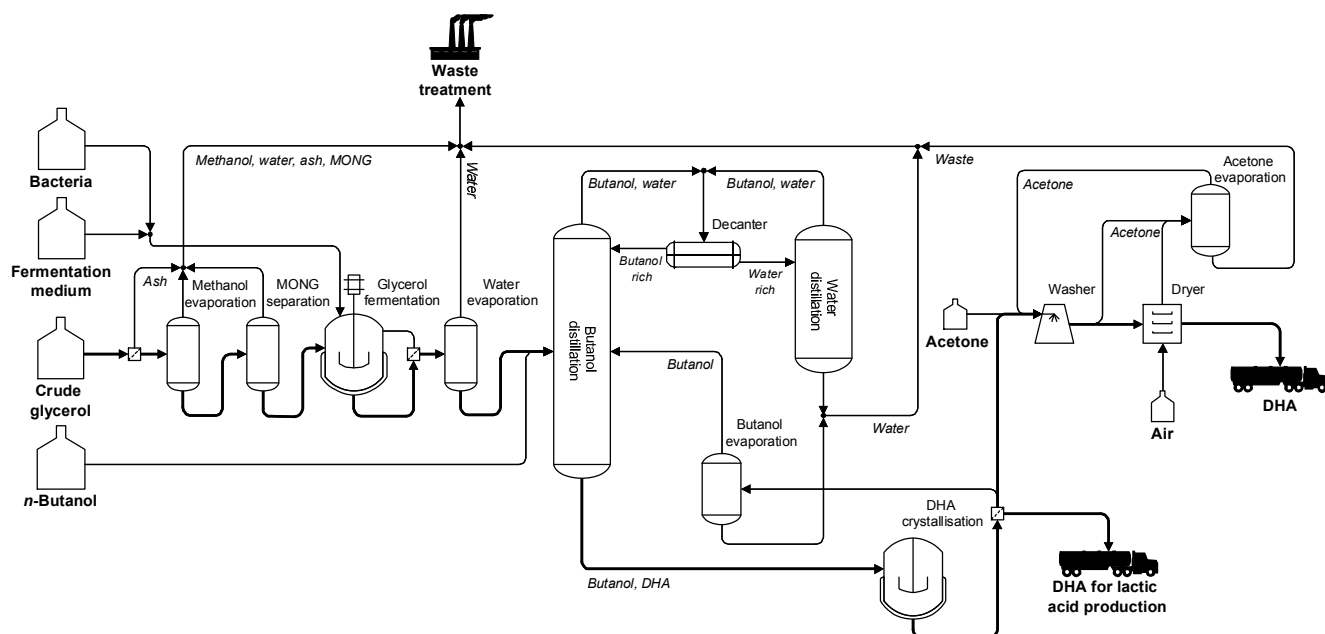 Waste
treatment
Bacteria
Methanol, water, ash, MONG
Water
Waste
Butanol, water
Butanol, water
Acetone
Acetone
evaporation
Acetone
Decanter
Fermentation
medium
Ash
Methanol
evaporation
MONG
separation
Glycerol
fermentation
Water
evaporation
Butanol
rich
Water
rich
Water
distillation
Washer
Dryer
Acetone
Butanol
distillation
Butanol
Crude
glycerol
DHA
Air
Butanol
evaporation
Water
n-Butanol
DHA
crystallisation
Butanol, DHA
DHA for lactic
acid production